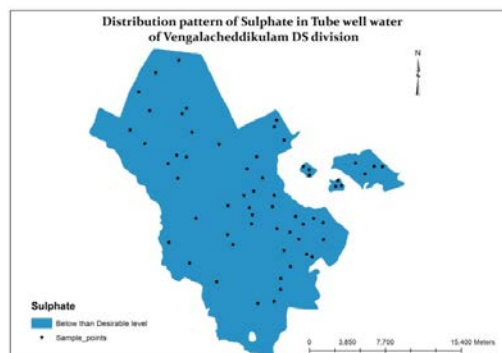 Distribution pattern of Sulphate in Tube well water
of Vengalacheddikulam DS division
N
Sulphate
Below than Desirable level
Sample_points
0 3,850 7,700 15,400 Meters